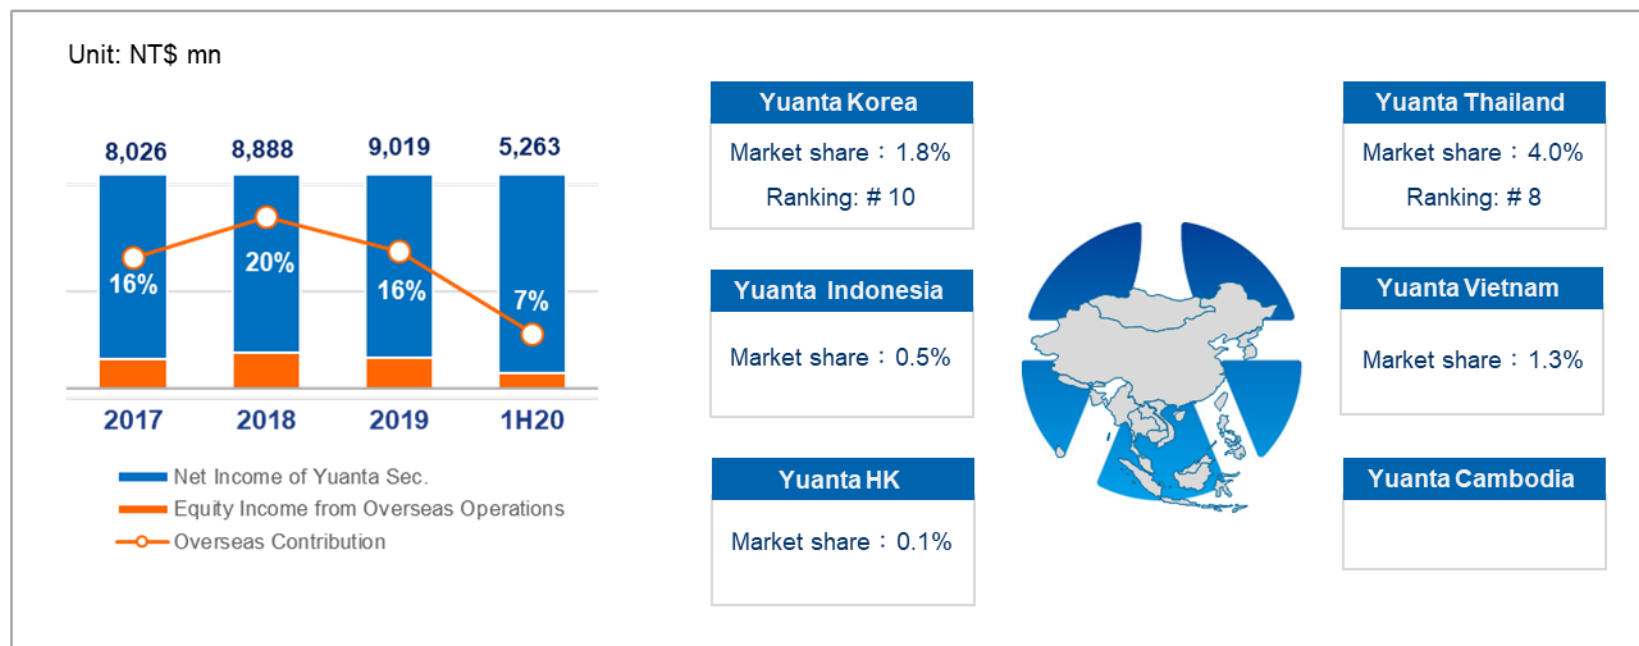 Unit: NT$ mn
8,026 8,888 9,019 5,263
16% 20% 16% 7%
2017 2018 2019 1H20
Net Income of Yuanta Sec.
Equity Income from Overseas Operations
Overseas Contribution
Yuanta Korea
Market share：1.8%
Ranking: # 10
Yuanta Indonesia
Market share：0.5%
Yuanta HK
Market share：0.1%
Yuanta Thailand
Market share：4.0%
Ranking: # 8
Yuanta Vietnam
Market share：1.3%
Yuanta Cambodia